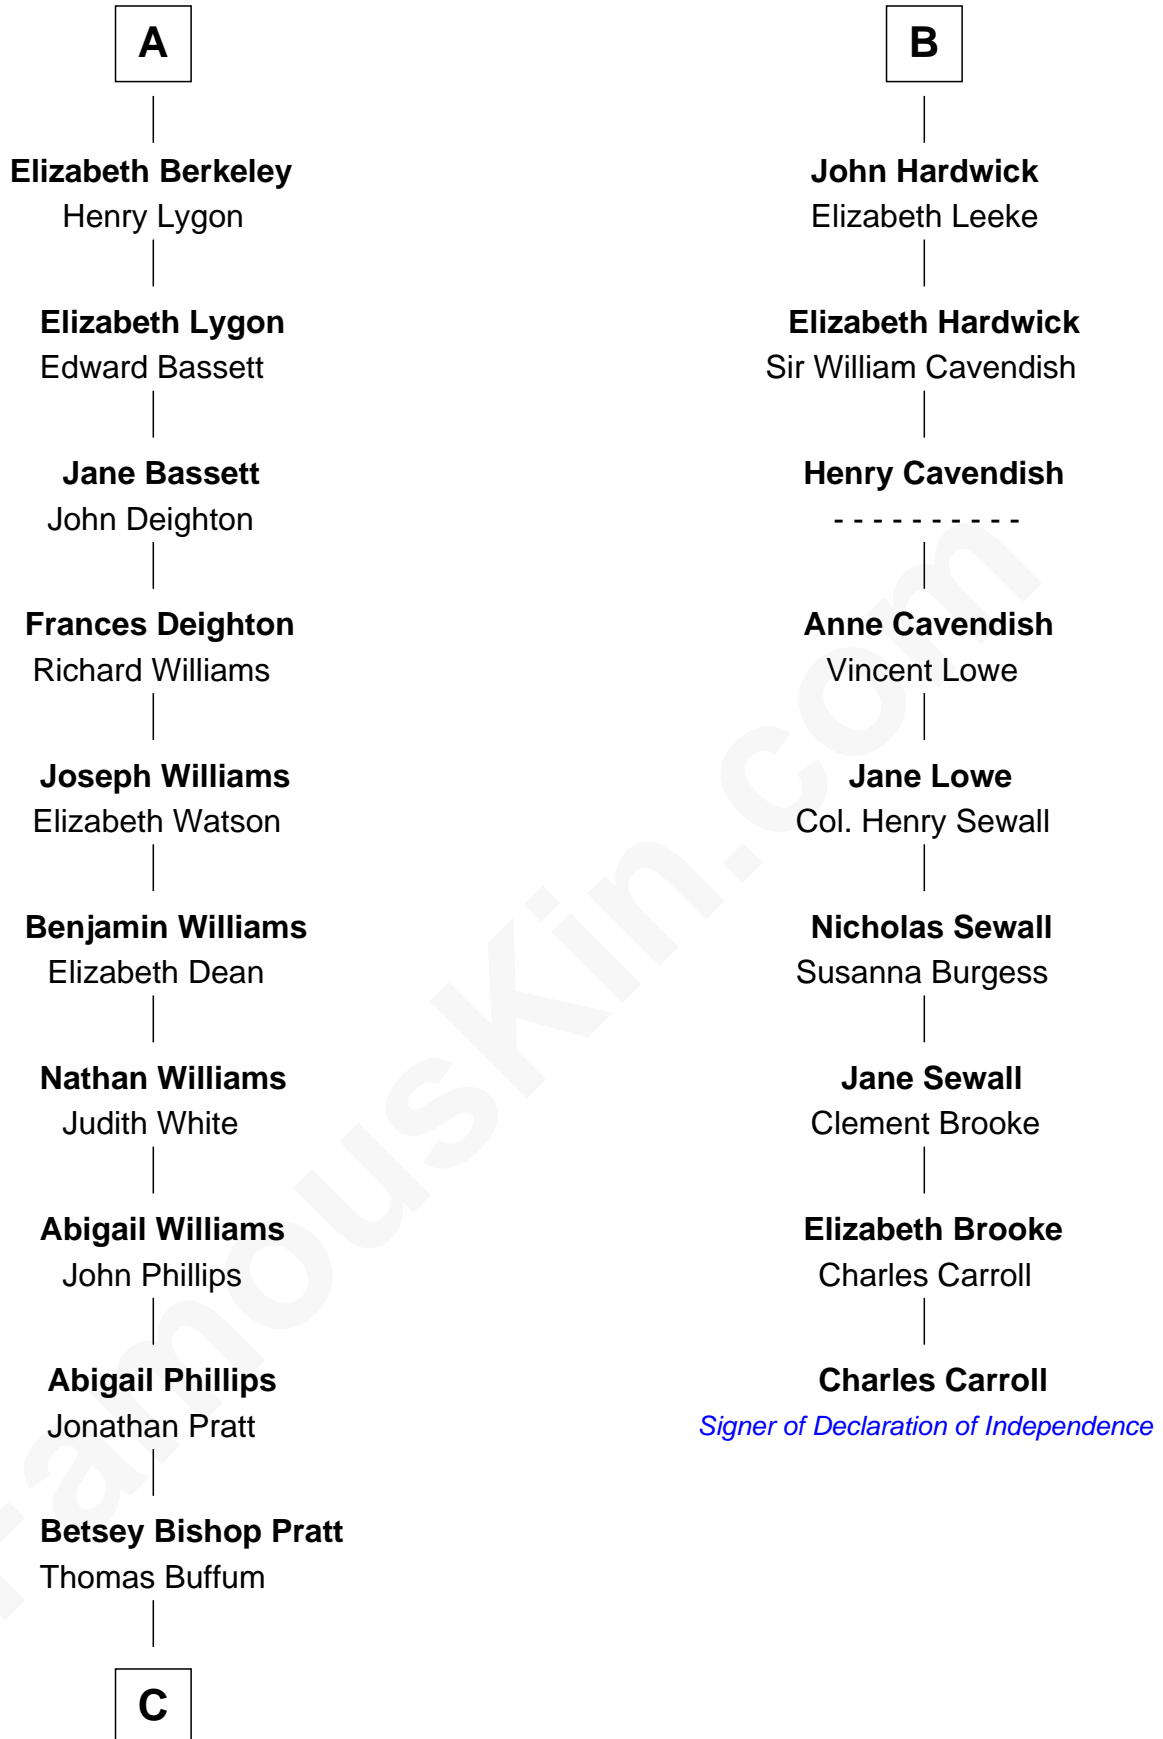 A
Elizabeth Berkeley
Henry Lygon
Elizabeth Lygon
Edward Bassett
Jane Bassett
John Deighton
Frances Deighton
Richard Williams
Joseph Williams
Elizabeth Watson
Benjamin Williams
Elizabeth Dean
Nathan Williams
Judith White
Abigail Williams
John Phillips
Abigail Phillips
Jonathan Pratt
Betsey Bishop Pratt
Thomas Buffum
C
B
John Hardwick
Elizabeth Leeke
Elizabeth Hardwick
Sir William Cavendish
Henry Cavendish
- - - - - - - - - -
Anne Cavendish
Vincent Lowe
Jane Lowe
Col. Henry Sewall
Nicholas Sewall
Susanna Burgess
Jane Sewall
Clement Brooke
Elizabeth Brooke
Charles Carroll
Charles Carroll
Signer of Declaration of Independence
FamousKin.com